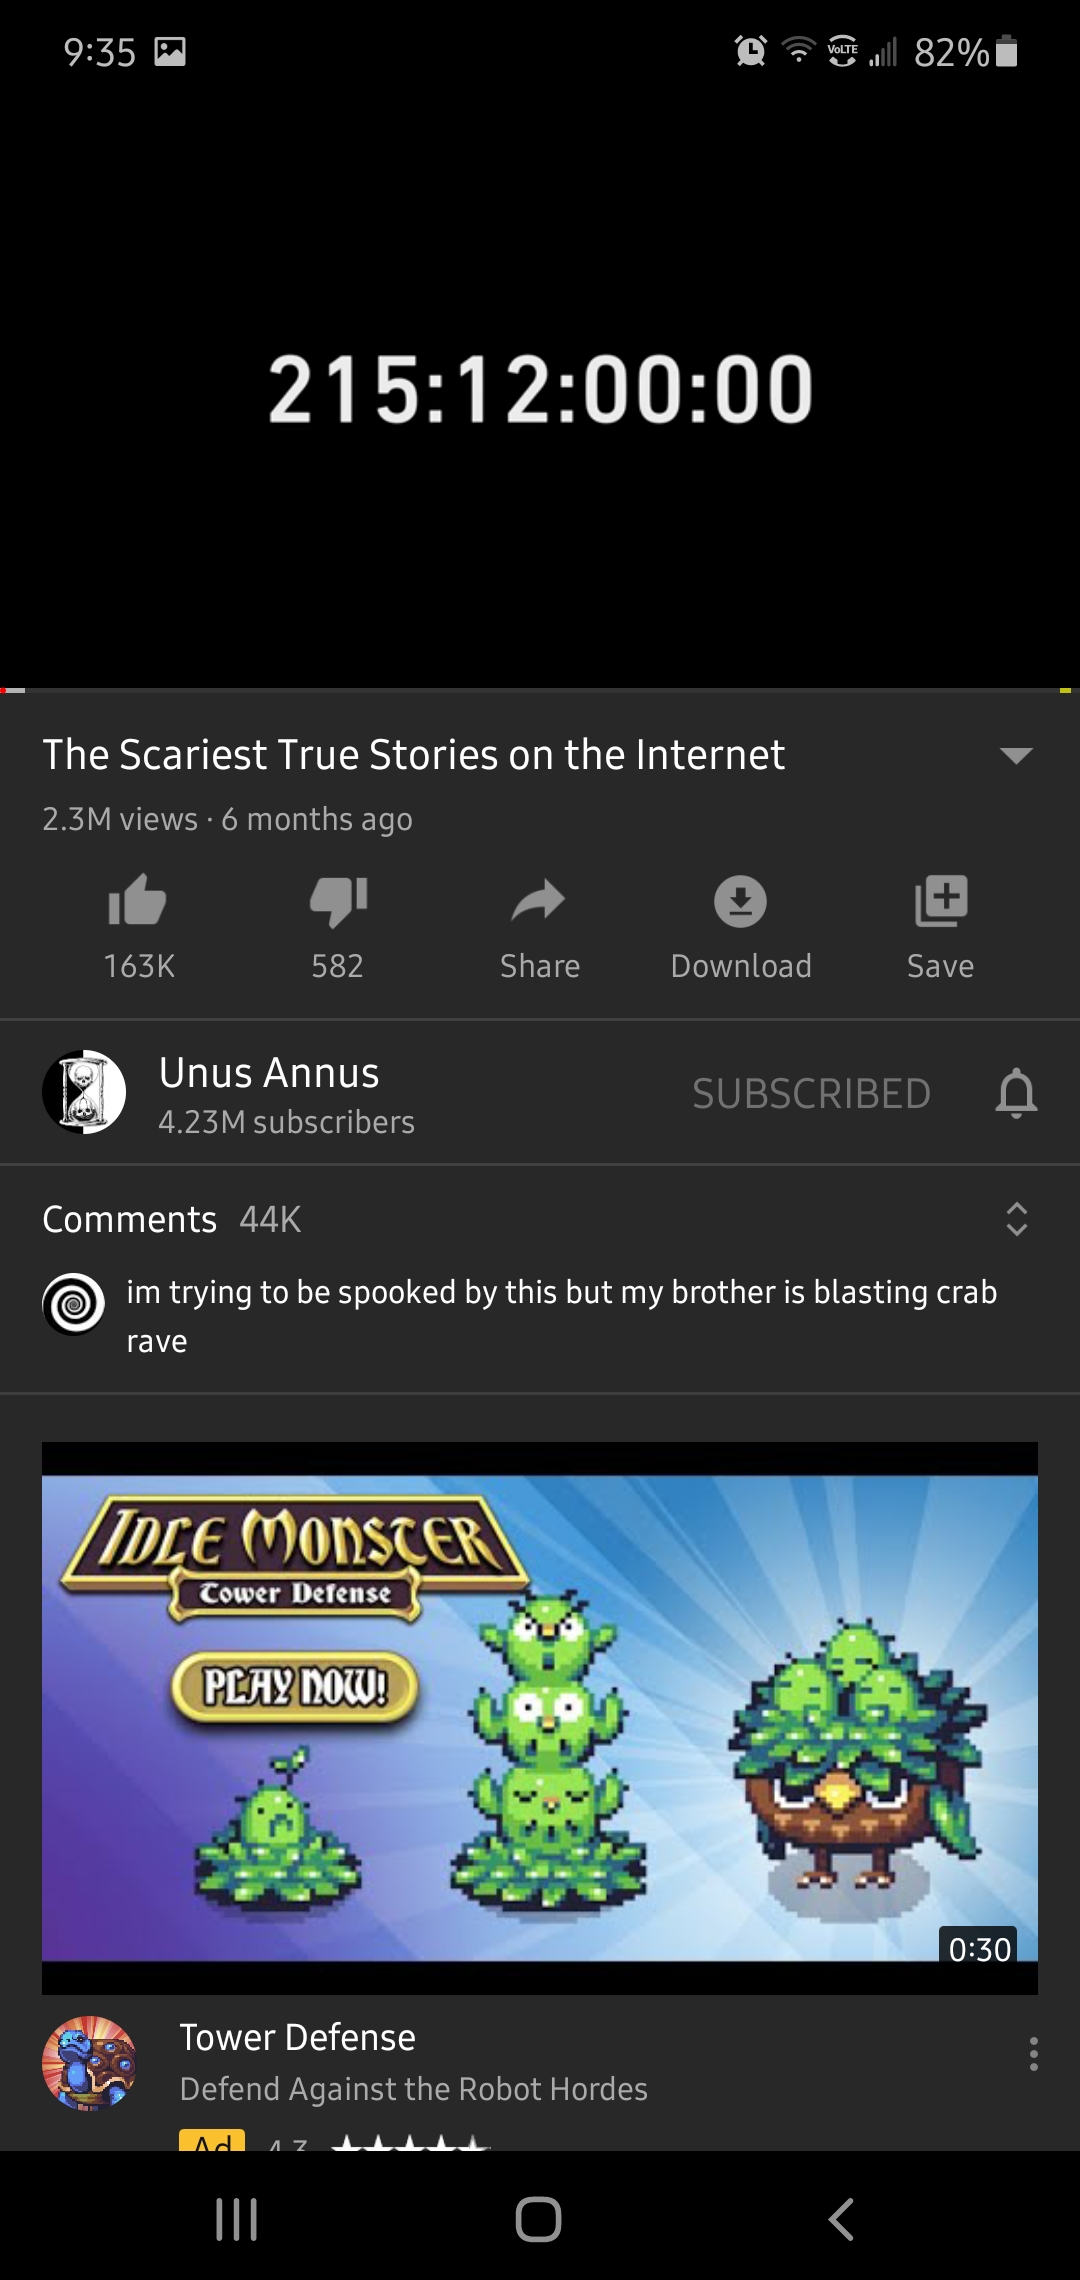 9:35
VoLTE
82%
215:12:00:00
The Scariest True Stories on the Internet
2.3M views · 6 months ago
163K
582
Share
Download
Save
Unus Annus
4.23M subscribers
SUBSCRIBED
Comments 44K
im trying to be spooked by this but my brother is blasting crab
rave
IDLE MONSTER
Tower Defense
PLAY NOW!
0:30
Tower Defense
Defend Against the Robot Hordes
Ad 4.3